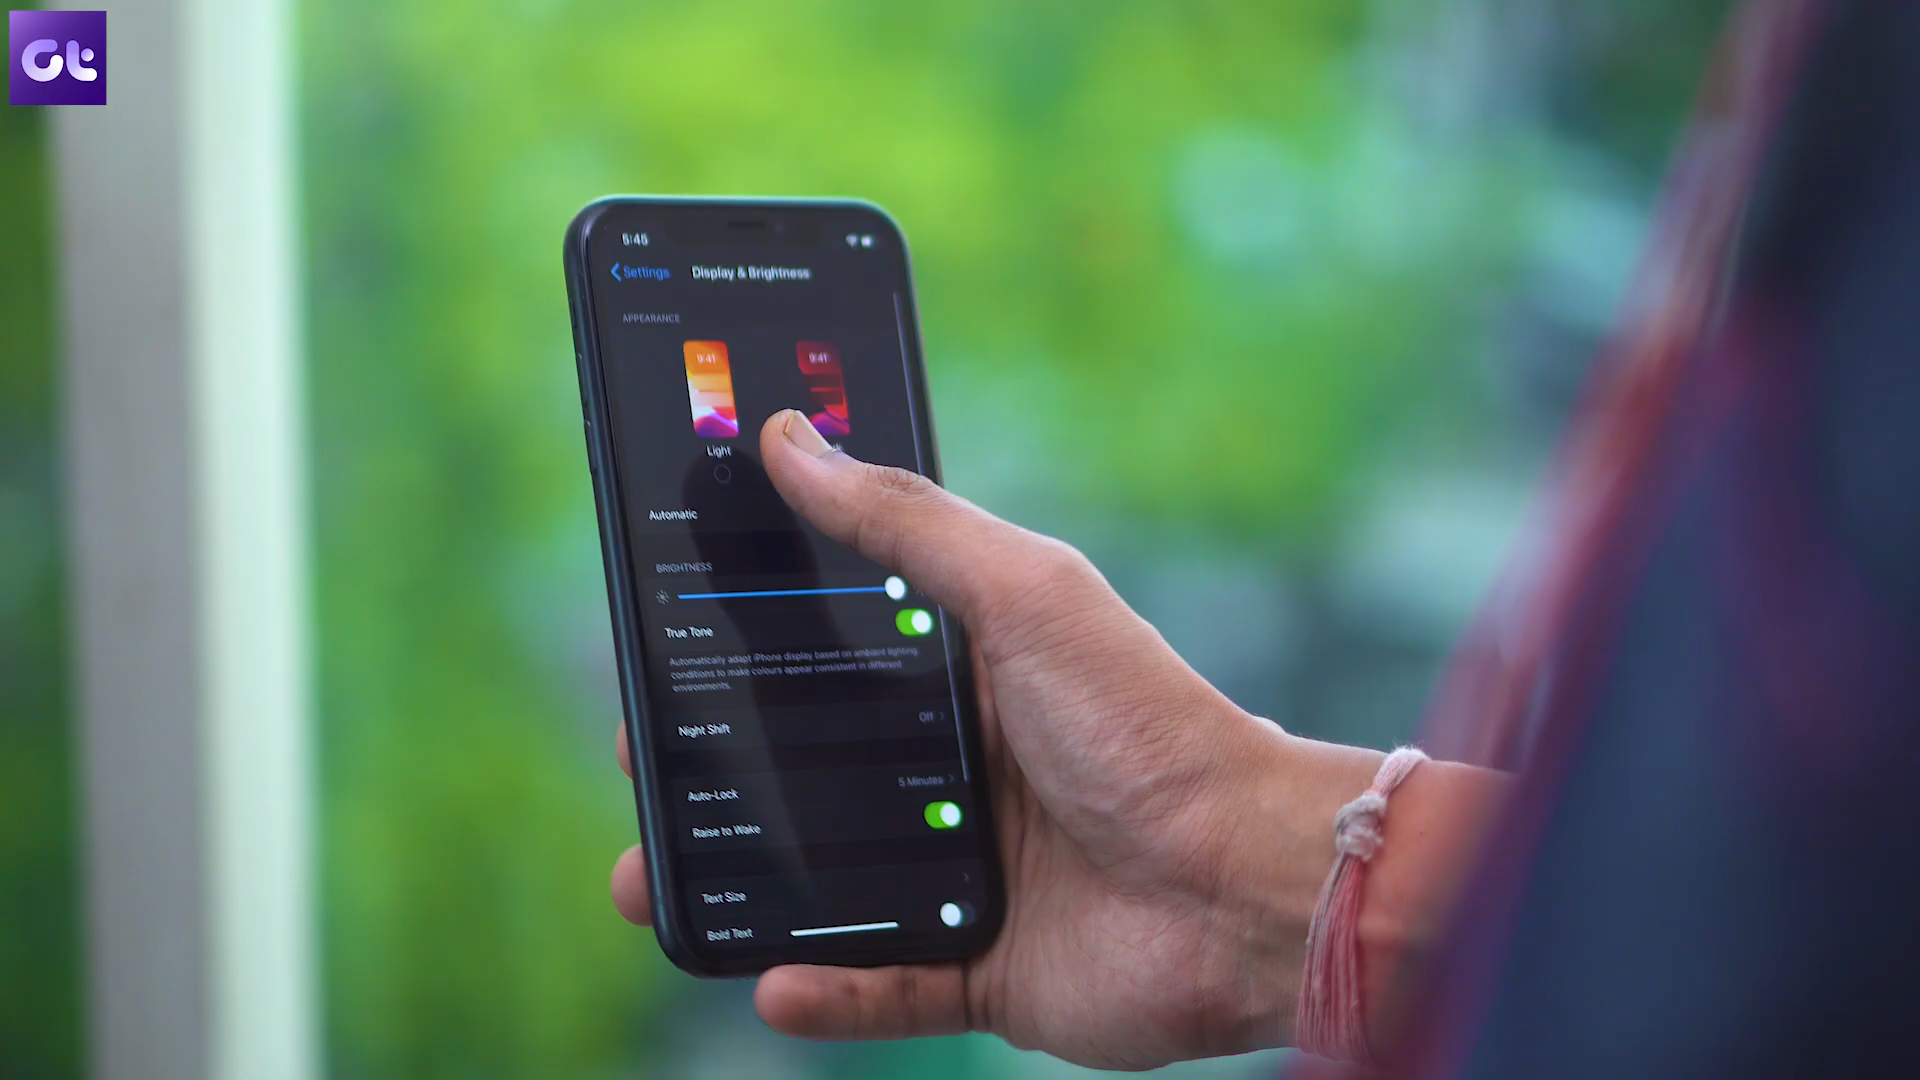 Gt
5:45
Settings Display & Brightness
APPEARANCE
9:41 9:41
Light
Automatic
BRIGHTNESS
True Tone
Automatically adapt iPhone display based on ambient lighting
conditions to make colours appear consistent in different
environments.
Night Shift Off
Auto-Lock 5 Minutes
Raise to Wake
Text Size
Bold Text